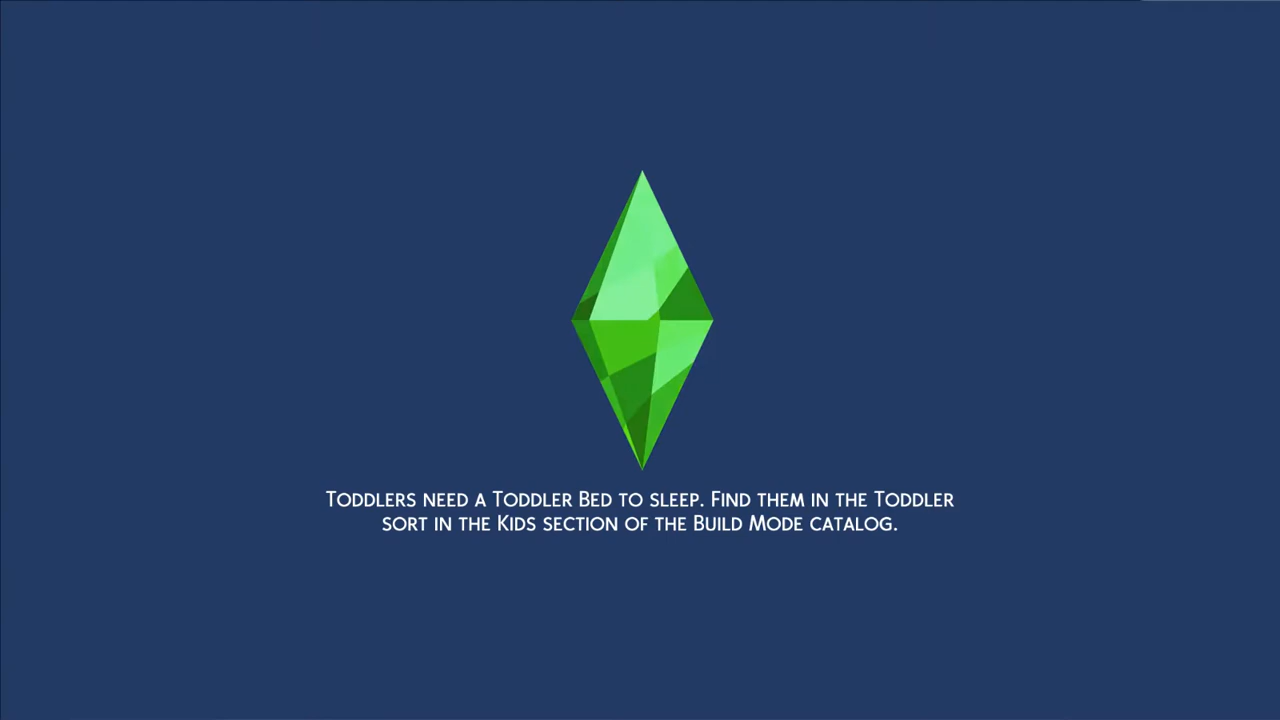 Toddlers need a Toddler Bed to sleep. Find them in the Toddler
sort in the Kids section of the Build Mode catalog.